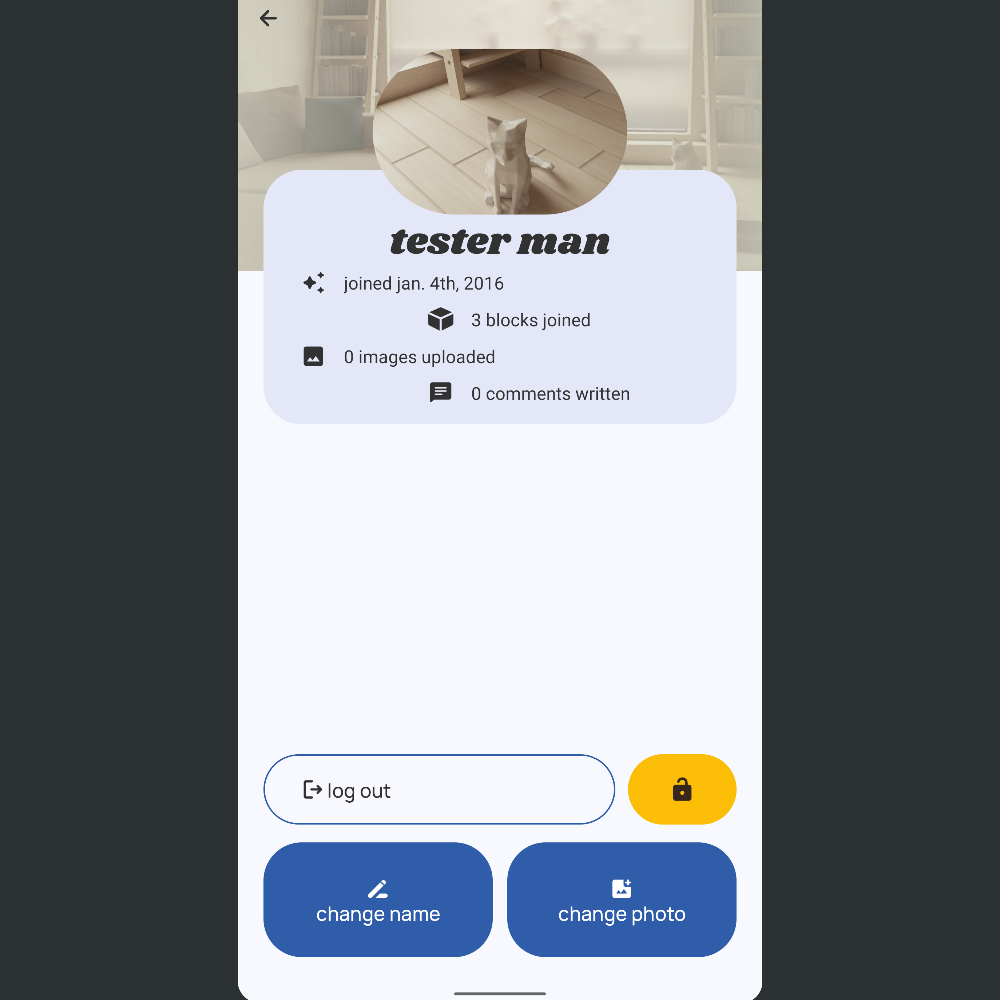 tester man
joined jan. 4th, 2016
3 blocks joined
0 images uploaded
0 comments written
log out
change name
change photo